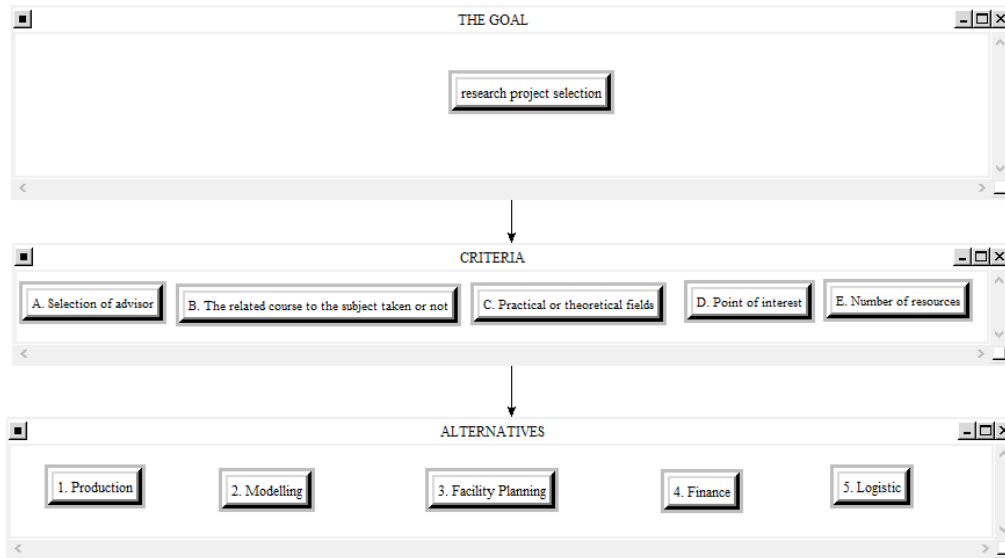 THE GOAL
research project selection
CRITERIA
A. Selection of advisor
B. The related course to the subject taken or not
C. Practical or theoretical fields
D. Point of interest
E. Number of resources
ALTERNATIVES
1. Production
2. Modelling
3. Facility Planning
4. Finance
5. Logistic